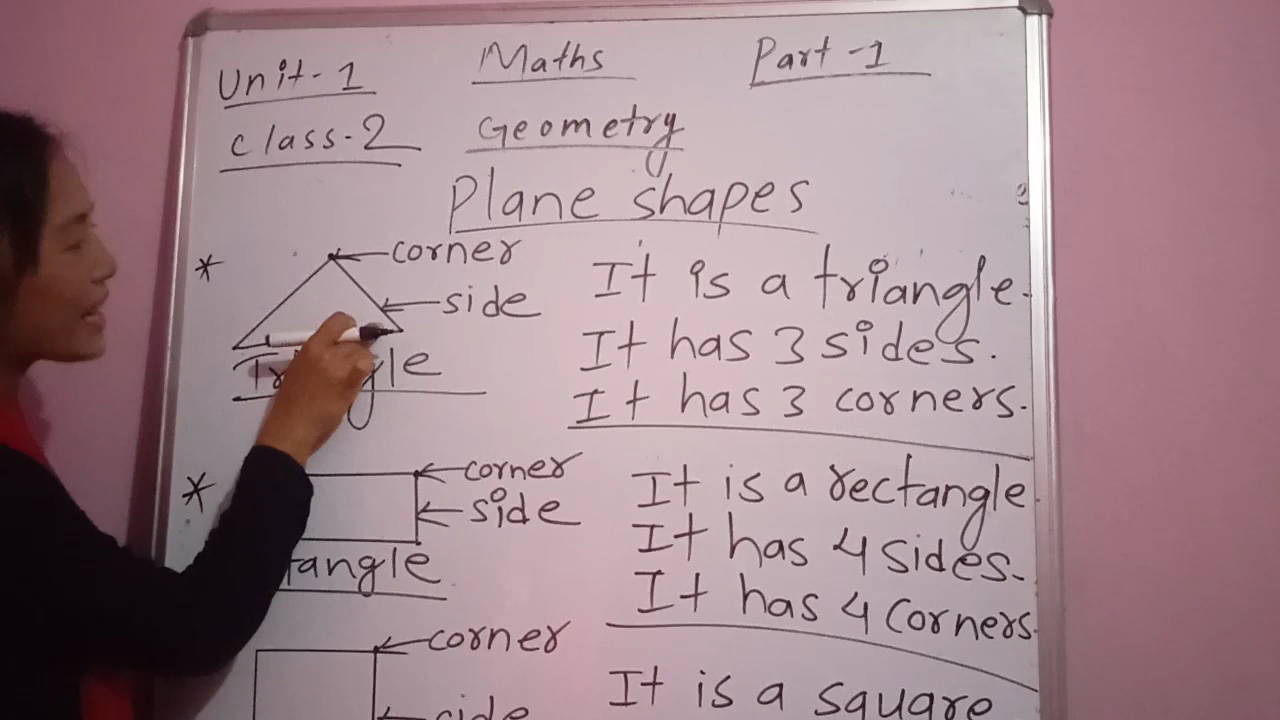 Unit-1 Maths Part-1
Class-2 Geometry
Plane shapes
* corner
side
It is a triangle.
It has 3 sides.
It has 3 corners.
* corner
side
It is a rectangle.
It has 4 sides.
It has 4 corners.
corner
side
It is a square